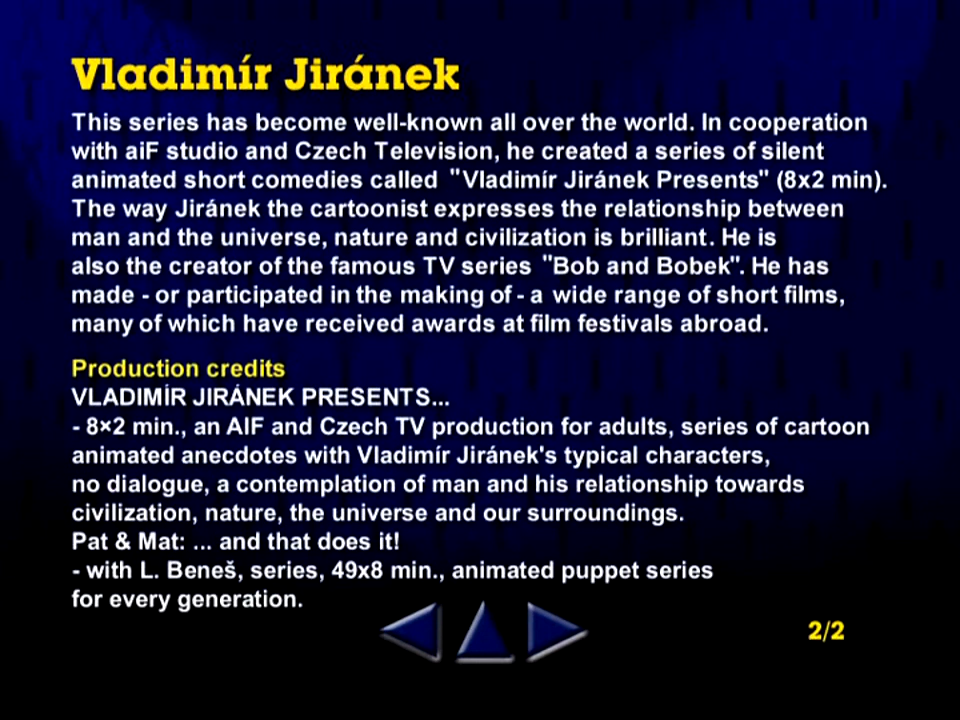 Vladimír Jiránek
This series has become well-known all over the world. In cooperation
with aiF studio and Czech Television, he created a series of silent
animated short comedies called "Vladimír Jiránek Presents" (8x2 min).
The way Jiránek the cartoonist expresses the relationship between
man and the universe, nature and civilization is brilliant. He is
also the creator of the famous TV series "Bob and Bobek". He has
made - or participated in the making of - a wide range of short films,
many of which have received awards at film festivals abroad.
Production credits
VLADIMÍR JIRÁNEK PRESENTS...
- 8×2 min., an AIF and Czech TV production for adults, series of cartoon
animated anecdotes with Vladimír Jiránek's typical characters,
no dialogue, a contemplation of man and his relationship towards
civilization, nature, the universe and our surroundings.
Pat & Mat: ... and that does it!
- with L. Beneš, series, 49x8 min., animated puppet series
for every generation.
2/2